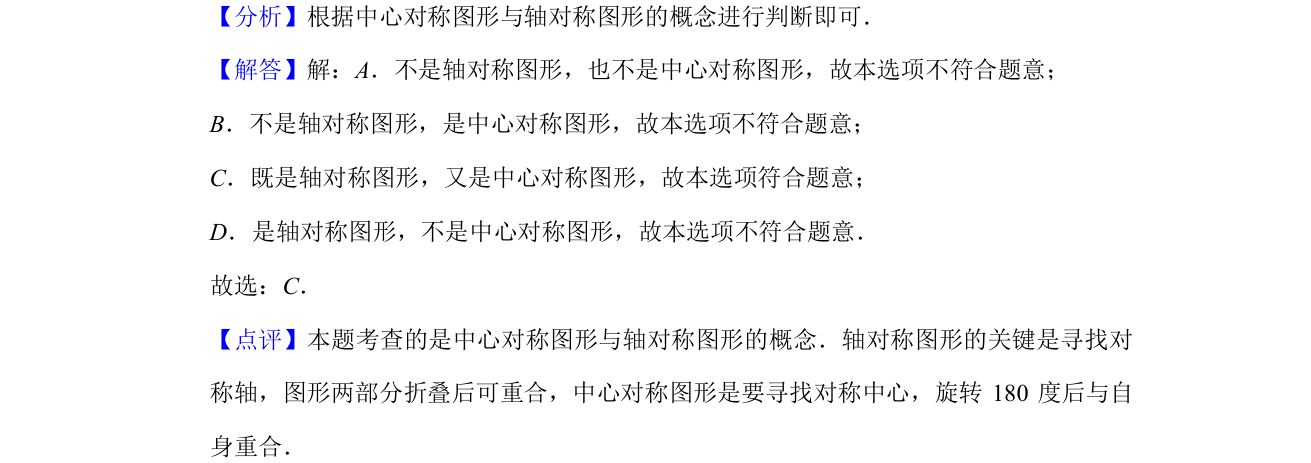 【分析】根据中心对称图形与轴对称图形的概念进行判断即可．
【解答】解：A．不是轴对称图形，也不是中心对称图形，故本选项不符合题意；
B．不是轴对称图形，是中心对称图形，故本选项不符合题意；
C．既是轴对称图形，又是中心对称图形，故本选项符合题意；
D．是轴对称图形，不是中心对称图形，故本选项不符合题意．
故选：C．
【点评】本题考查的是中心对称图形与轴对称图形的概念．轴对称图形的关键是寻找对
称轴，图形两部分折叠后可重合，中心对称图形是要寻找对称中心，旋转 180 度后与自
身重合．